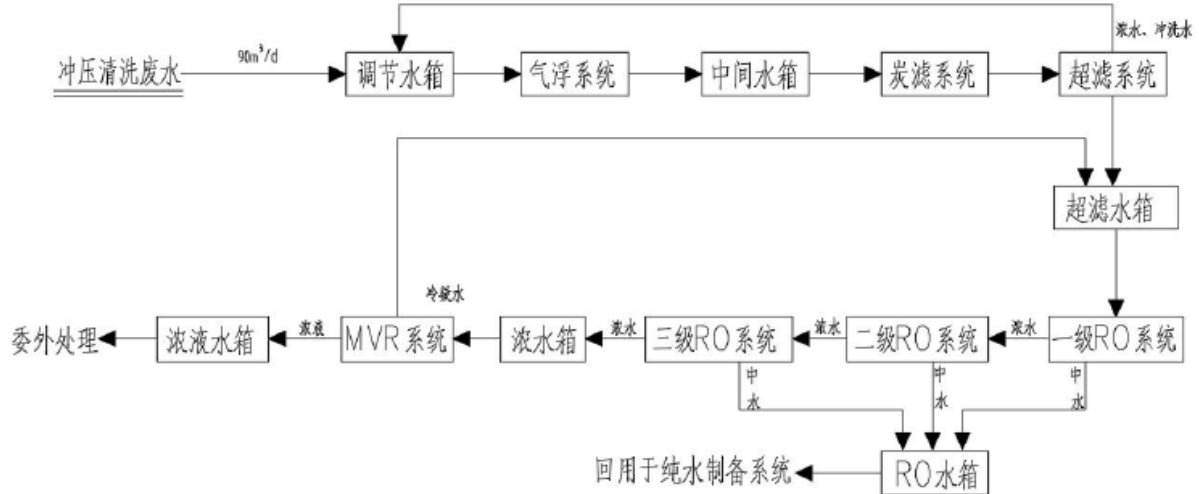 浓水、冲洗水
90m³/d
冲压清洗废水
调节水箱
气浮系统
中间水箱
炭滤系统
超滤系统
超滤水箱
冷凝水
委外处理
浓液水箱
浓液
MVR系统
浓水箱
浓水
三级RO系统
浓水
二级RO系统
浓水
一级RO系统
中水
中水
中水
回用于纯水制备系统
RO水箱